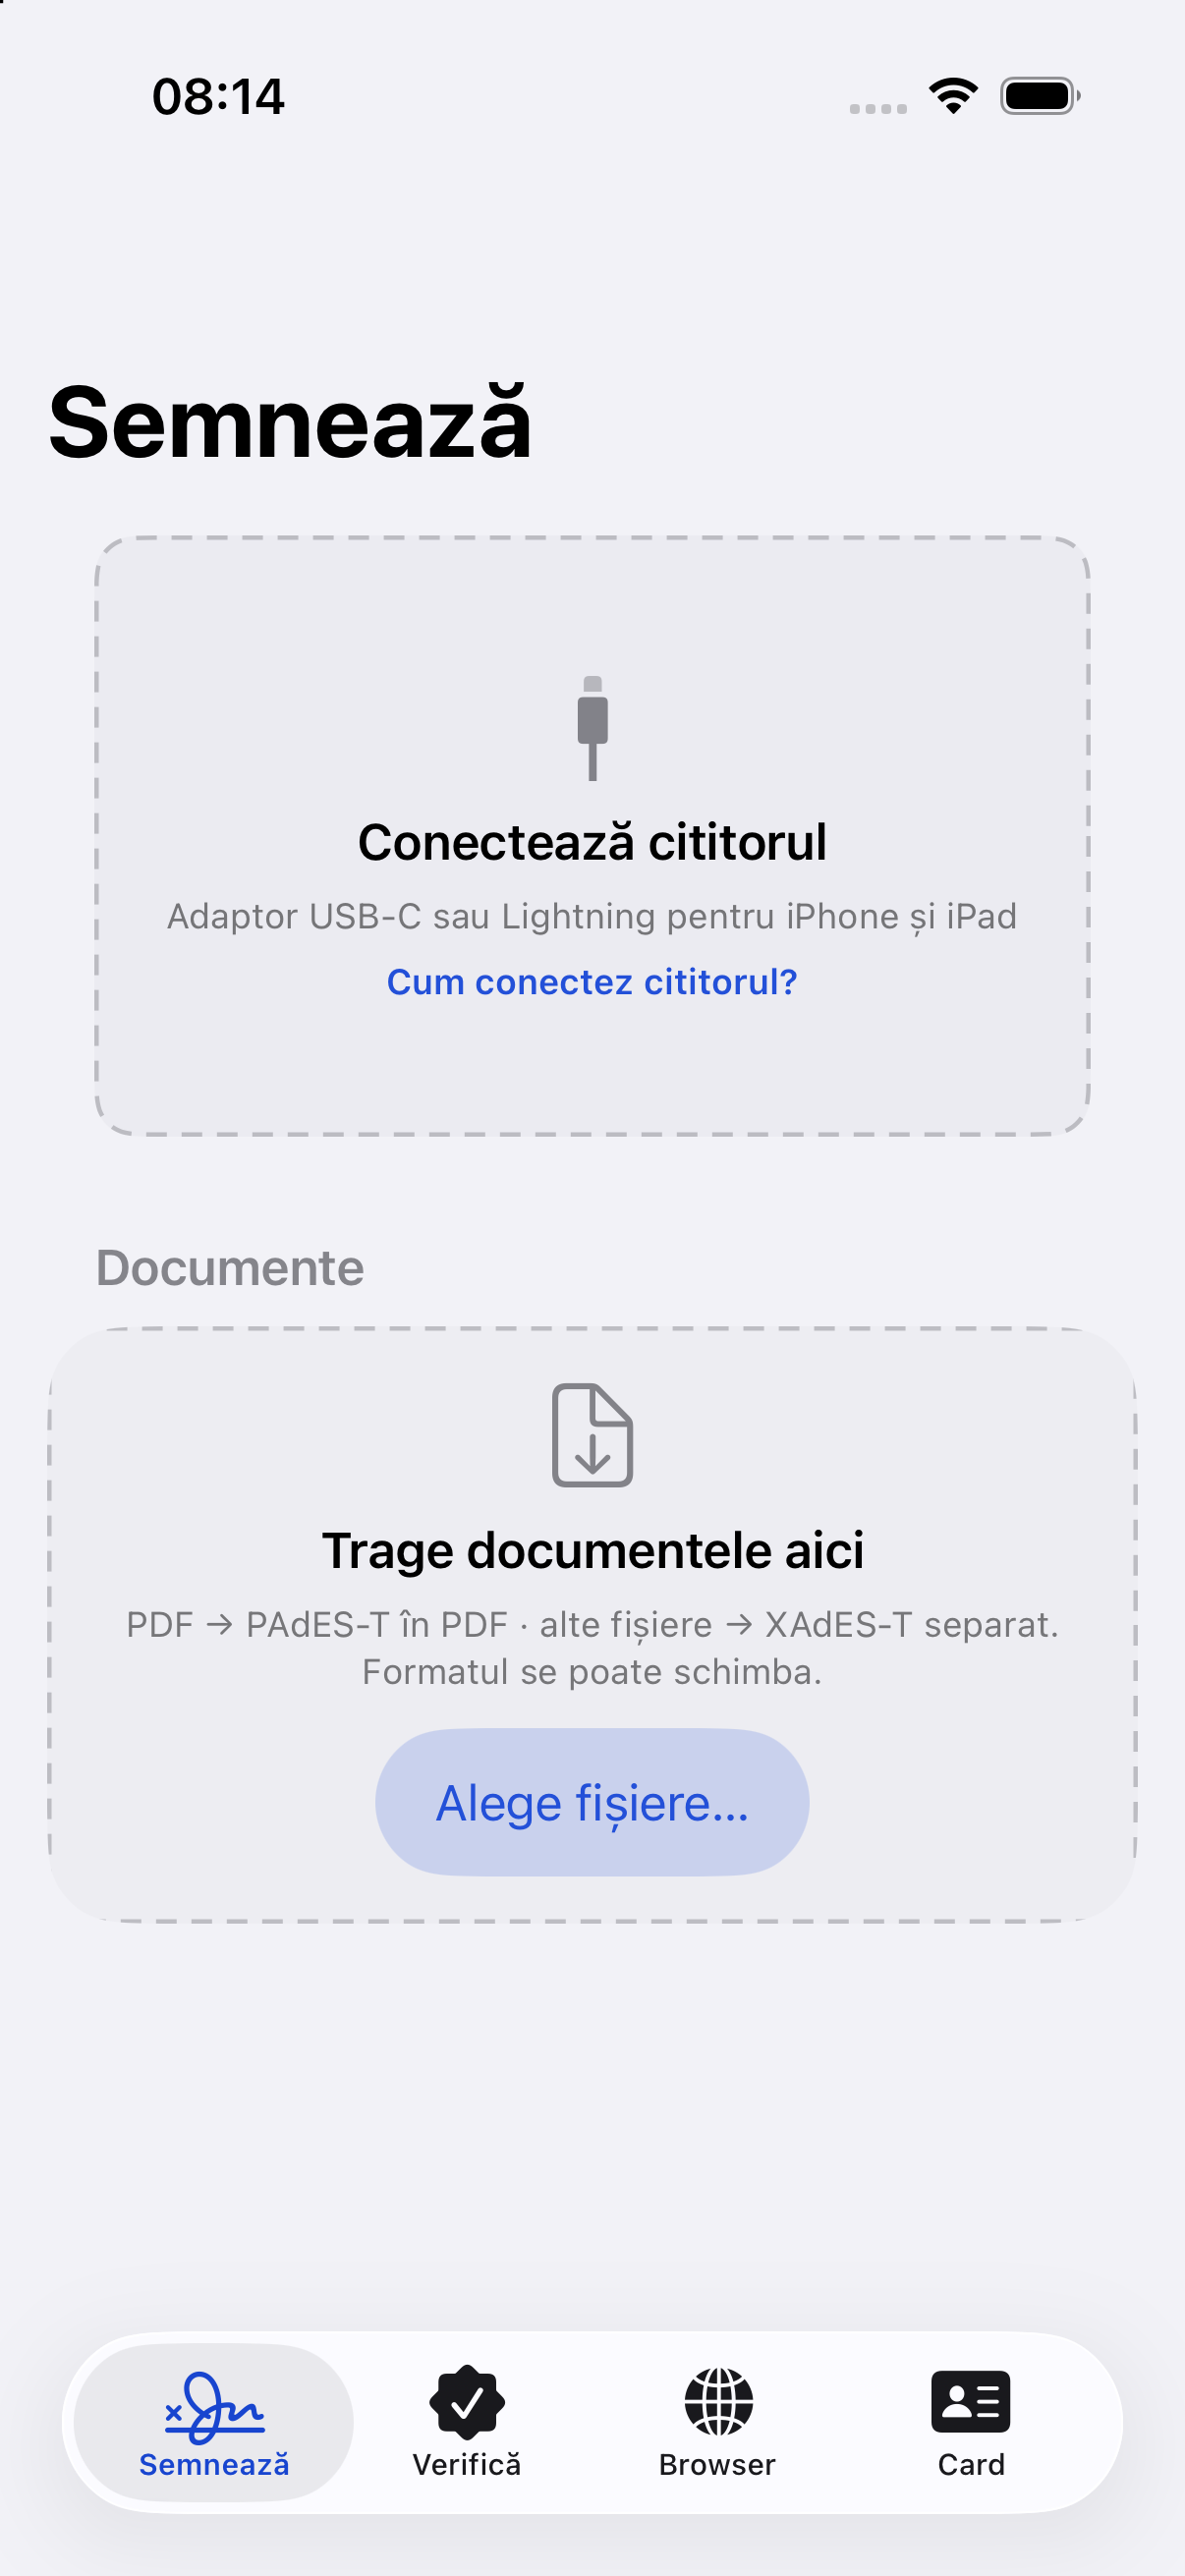 08:14
Semnează
Conectează cititorul
Adaptor USB-C sau Lightning pentru iPhone și iPad
Cum conectez cititorul?
Documente
Trage documentele aici
PDF → PAdES-T în PDF · alte fișiere → XAdES-T separat.
Formatul se poate schimba.
Alege fișiere...
Semnează
Verifică
Browser
Card